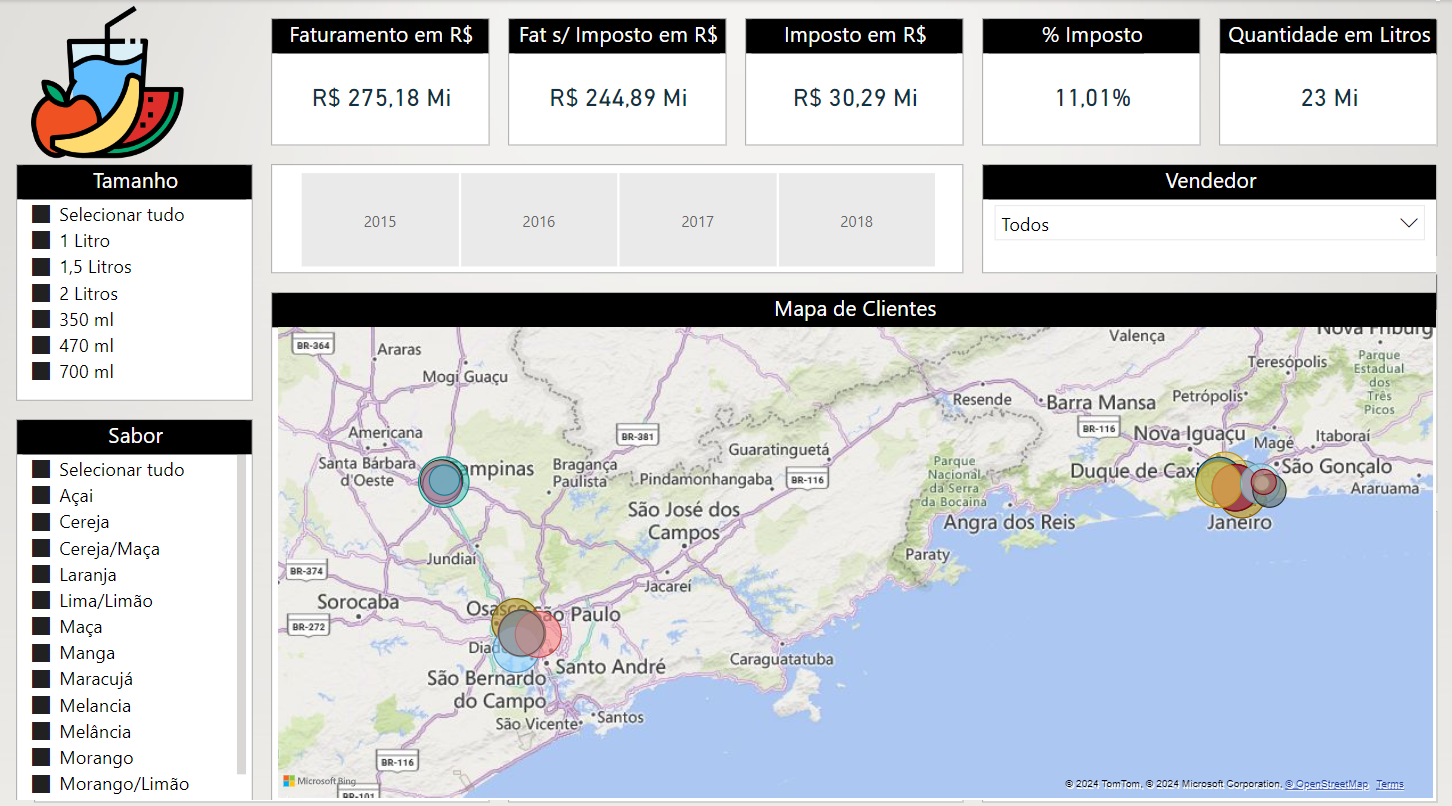 Faturamento em R$
Fat s/ Imposto em R$
Imposto em R$
% Imposto
Quantidade em Litros
R$ 275,18 Mi
R$ 244,89 Mi
R$ 30,29 Mi
11,01%
23 Mi
Tamanho
Selecionar tudo
1 Litro
1,5 Litros
2 Litros
350 ml
470 ml
700 ml
2015
2016
2017
2018
Vendedor
Todos
Sabor
Selecionar tudo
Açai
Cereja
Cereja/Maça
Laranja
Lima/Limão
Maça
Manga
Maracujá
Melancia
Melância
Morango
Morango/Limão
Mapa de Clientes
BR-364
Araras
Mogi Guaçu
Americana
Santa Bárbara
d'Oeste
ampinas
BR-381
Bragança
Paulista
Pindamonhangaba
Guaratinguetá
BR-116
São José dos
Campos
Jundiaí
BR-374
Sorocaba
BR-272
Osasco
São Paulo
Jacareí
Diad
Santo André
São Bernardo
do Campo
São Vicente
Santos
Caraguatatuba
BR-116
BR-101
Valença
Nova Friburg
Teresópolis
Parque
Estadual
dos
Três
Picos
Resende
Barra Mansa
Petrópolis
BR-116
Nova Iguaçu
Magé
Itaboraí
Duque de Caxi
São Gonçalo
Araruama
Janeiro
Parque
Nacional
da Serra
da Bocaina
Angra dos Reis
Paraty
Microsoft Bing
© 2024 TomTom, © 2024 Microsoft Corporation, © OpenStreetMap Terms